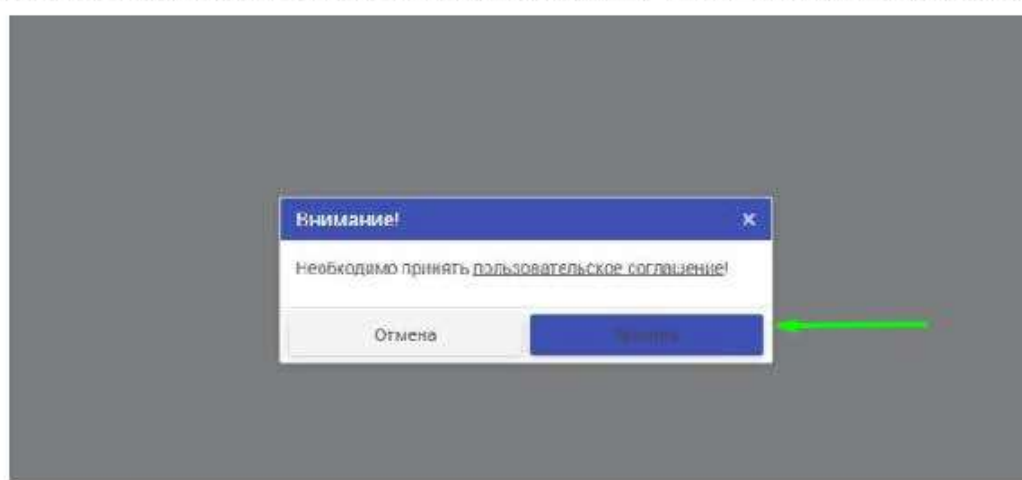 Внимание!
Необходимо принять пользовательское соглашение!
Отмена